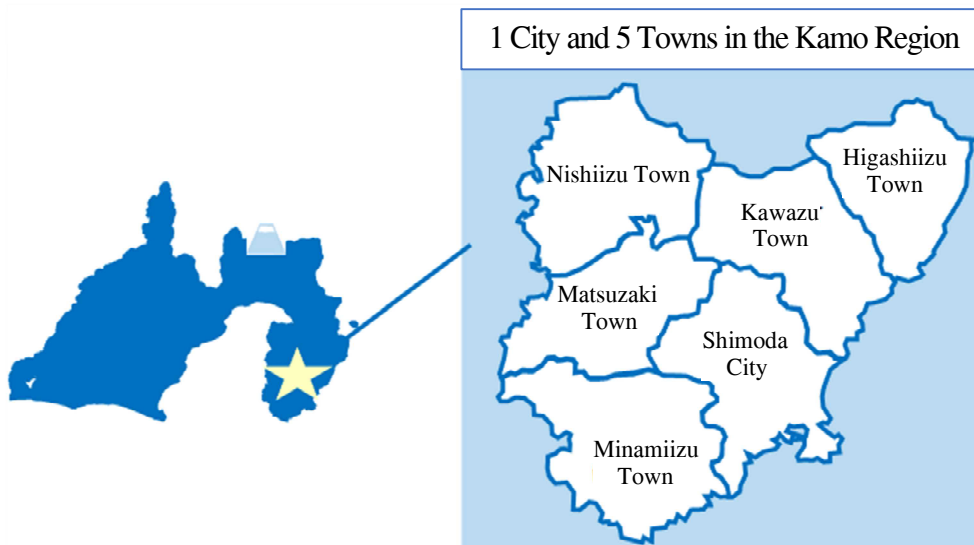 1 City and 5 Towns in the Kamo Region
Nishiizu Town
Higashiizu
Town
Kawazu
Town
Matsuzaki
Town
Shimoda
City
Minamiizu
Town